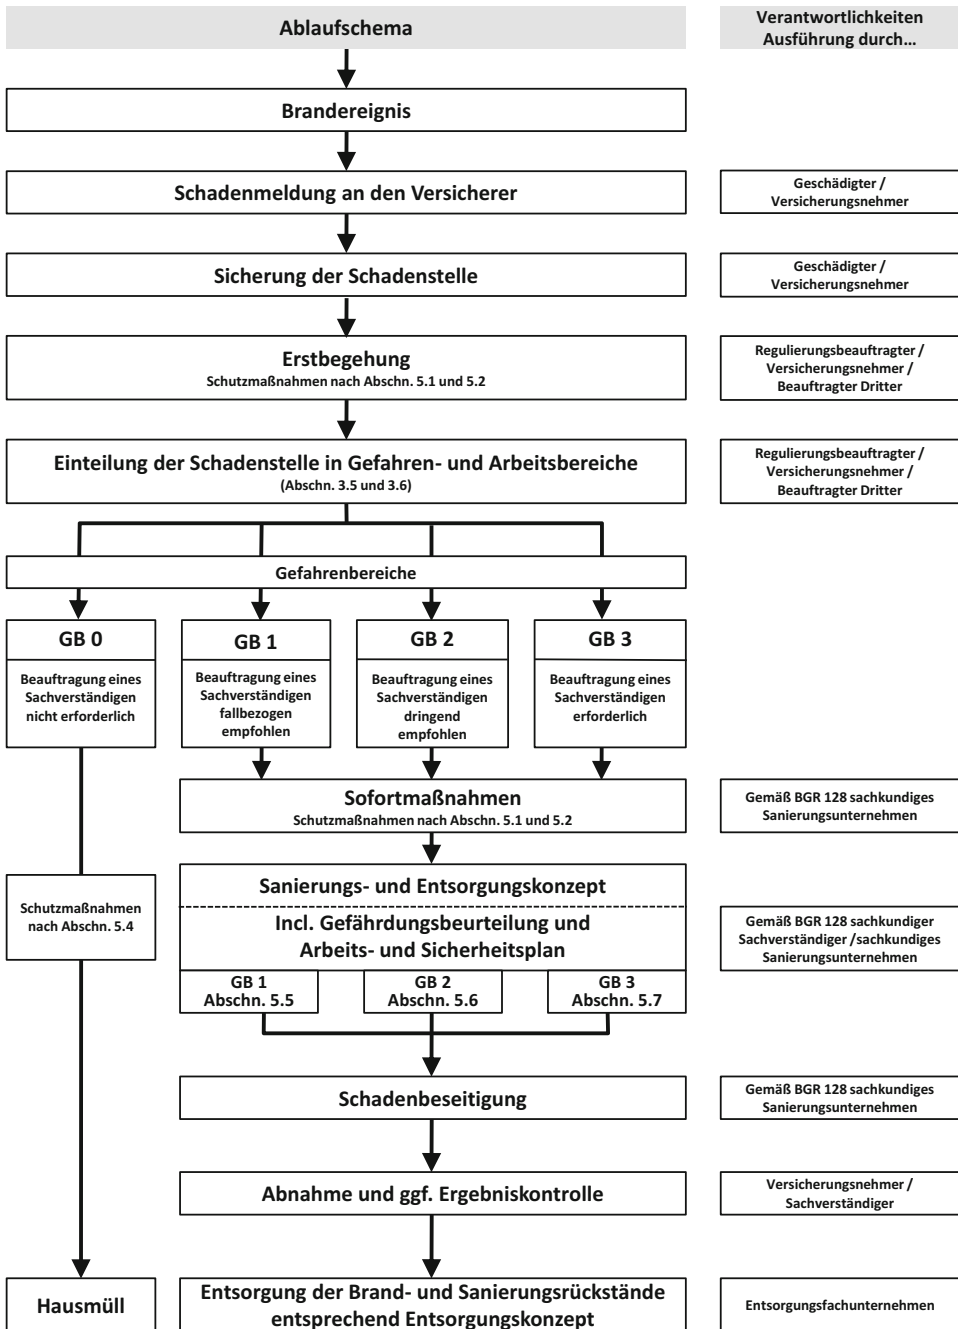 Ablaufschema
Verantwortlichkeiten
Ausführung durch...
Brandereignis
Schadenmeldung an den Versicherer
Geschädigter /
Versicherungsnehmer
Sicherung der Schadenstelle
Geschädigter /
Versicherungsnehmer
Erstbegehung
Schutzmaßnahmen nach Abschn. 5.1 und 5.2
Regulierungsbeauftragter /
Versicherungsnehmer /
Beauftragter Dritter
Einteilung der Schadenstelle in Gefahren- und Arbeitsbereiche
(Abschn. 3.5 und 3.6)
Regulierungsbeauftragter /
Versicherungsnehmer /
Beauftragter Dritter
Gefahrenbereiche
GB 0
Beauftragung eines
Sachverständigen
nicht erforderlich
GB 1
Beauftragung eines
Sachverständigen
fallbezogen
empfohlen
GB 2
Beauftragung eines
Sachverständigen
dringend
empfohlen
GB 3
Beauftragung eines
Sachverständigen
erforderlich
Sofortmaßnahmen
Schutzmaßnahmen nach Abschn. 5.1 und 5.2
Gemäß BGR 128 sachkundiges
Sanierungsunternehmen
Schutzmaßnahmen
nach Abschn. 5.4
Sanierungs- und Entsorgungskonzept
Incl. Gefährdungsbeurteilung und
Arbeits- und Sicherheitsplan
Gemäß BGR 128 sachkundiger
Sachverständiger /sachkundiges
Sanierungsunternehmen
GB 1
Abschn. 5.5
GB 2
Abschn. 5.6
GB 3
Abschn. 5.7
Schadenbeseitigung
Gemäß BGR 128 sachkundiges
Sanierungsunternehmen
Abnahme und ggf. Ergebniskontrolle
Versicherungsnehmer /
Sachverständiger
Hausmüll
Entsorgung der Brand- und Sanierungsrückstände
entsprechend Entsorgungskonzept
Entsorgungsfachunternehmen